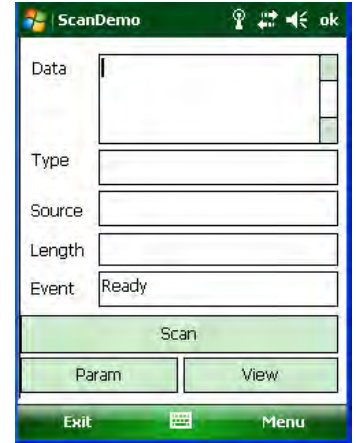 ScanDemo ok
Data
Type
Source
Length
Event Ready
Scan
Param View
Exit Menu